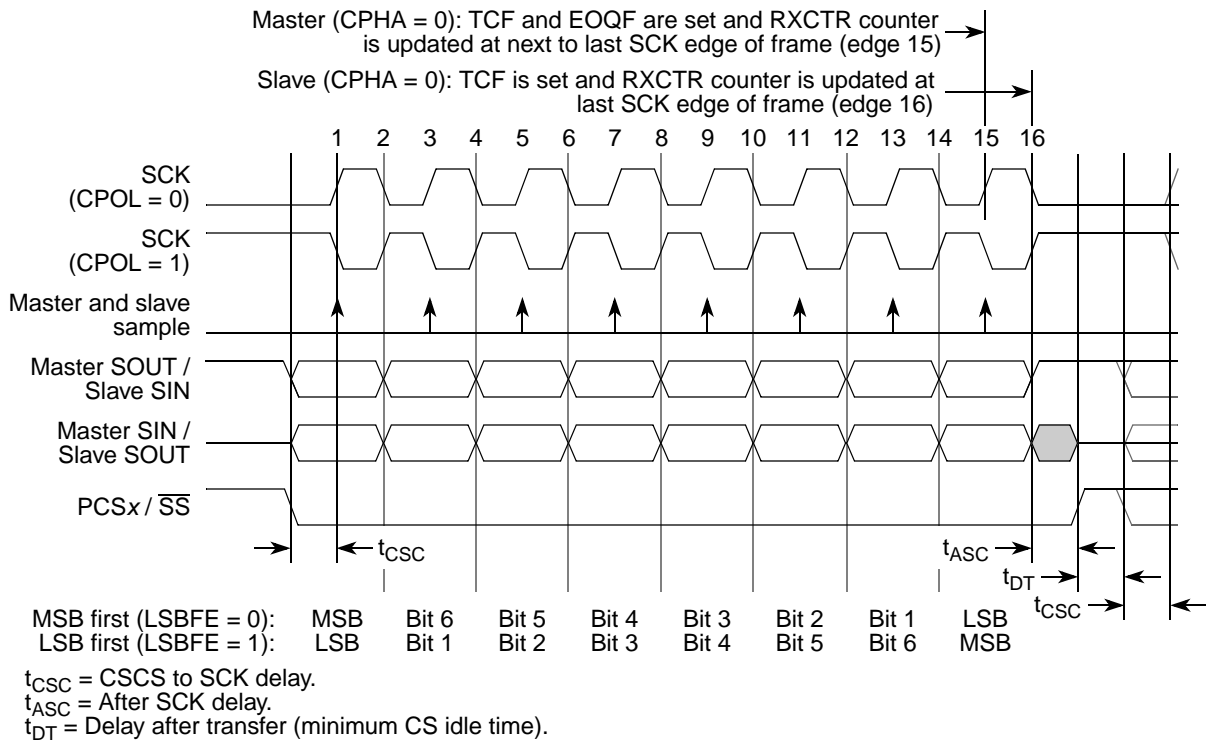 Master (CPHA = 0): TCF and EOQF are set and RXCTR counter
is updated at next to last SCK edge of frame (edge 15)
Slave (CPHA = 0): TCF is set and RXCTR counter is updated at
last SCK edge of frame (edge 16)
1 2 3 4 5 6 7 8 9 10 11 12 13 14 15 16
SCK
(CPOL = 0)
SCK
(CPOL = 1)
Master and slave
sample
Master SOUT /
Slave SIN
Master SIN /
Slave SOUT
PCSx / S̅S̅
tCSC
tASC
tDT
tCSC
MSB first (LSBFE = 0): MSB Bit 6 Bit 5 Bit 4 Bit 3 Bit 2 Bit 1 LSB
LSB first (LSBFE = 1): LSB Bit 1 Bit 2 Bit 3 Bit 4 Bit 5 Bit 6 MSB
tCSC = CSCS to SCK delay.
tASC = After SCK delay.
tDT = Delay after transfer (minimum CS idle time).